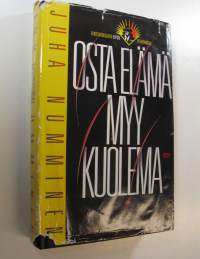 JUHA NUMMINEN
OSTA ELÄMÄ
MYY
KUOLEMA